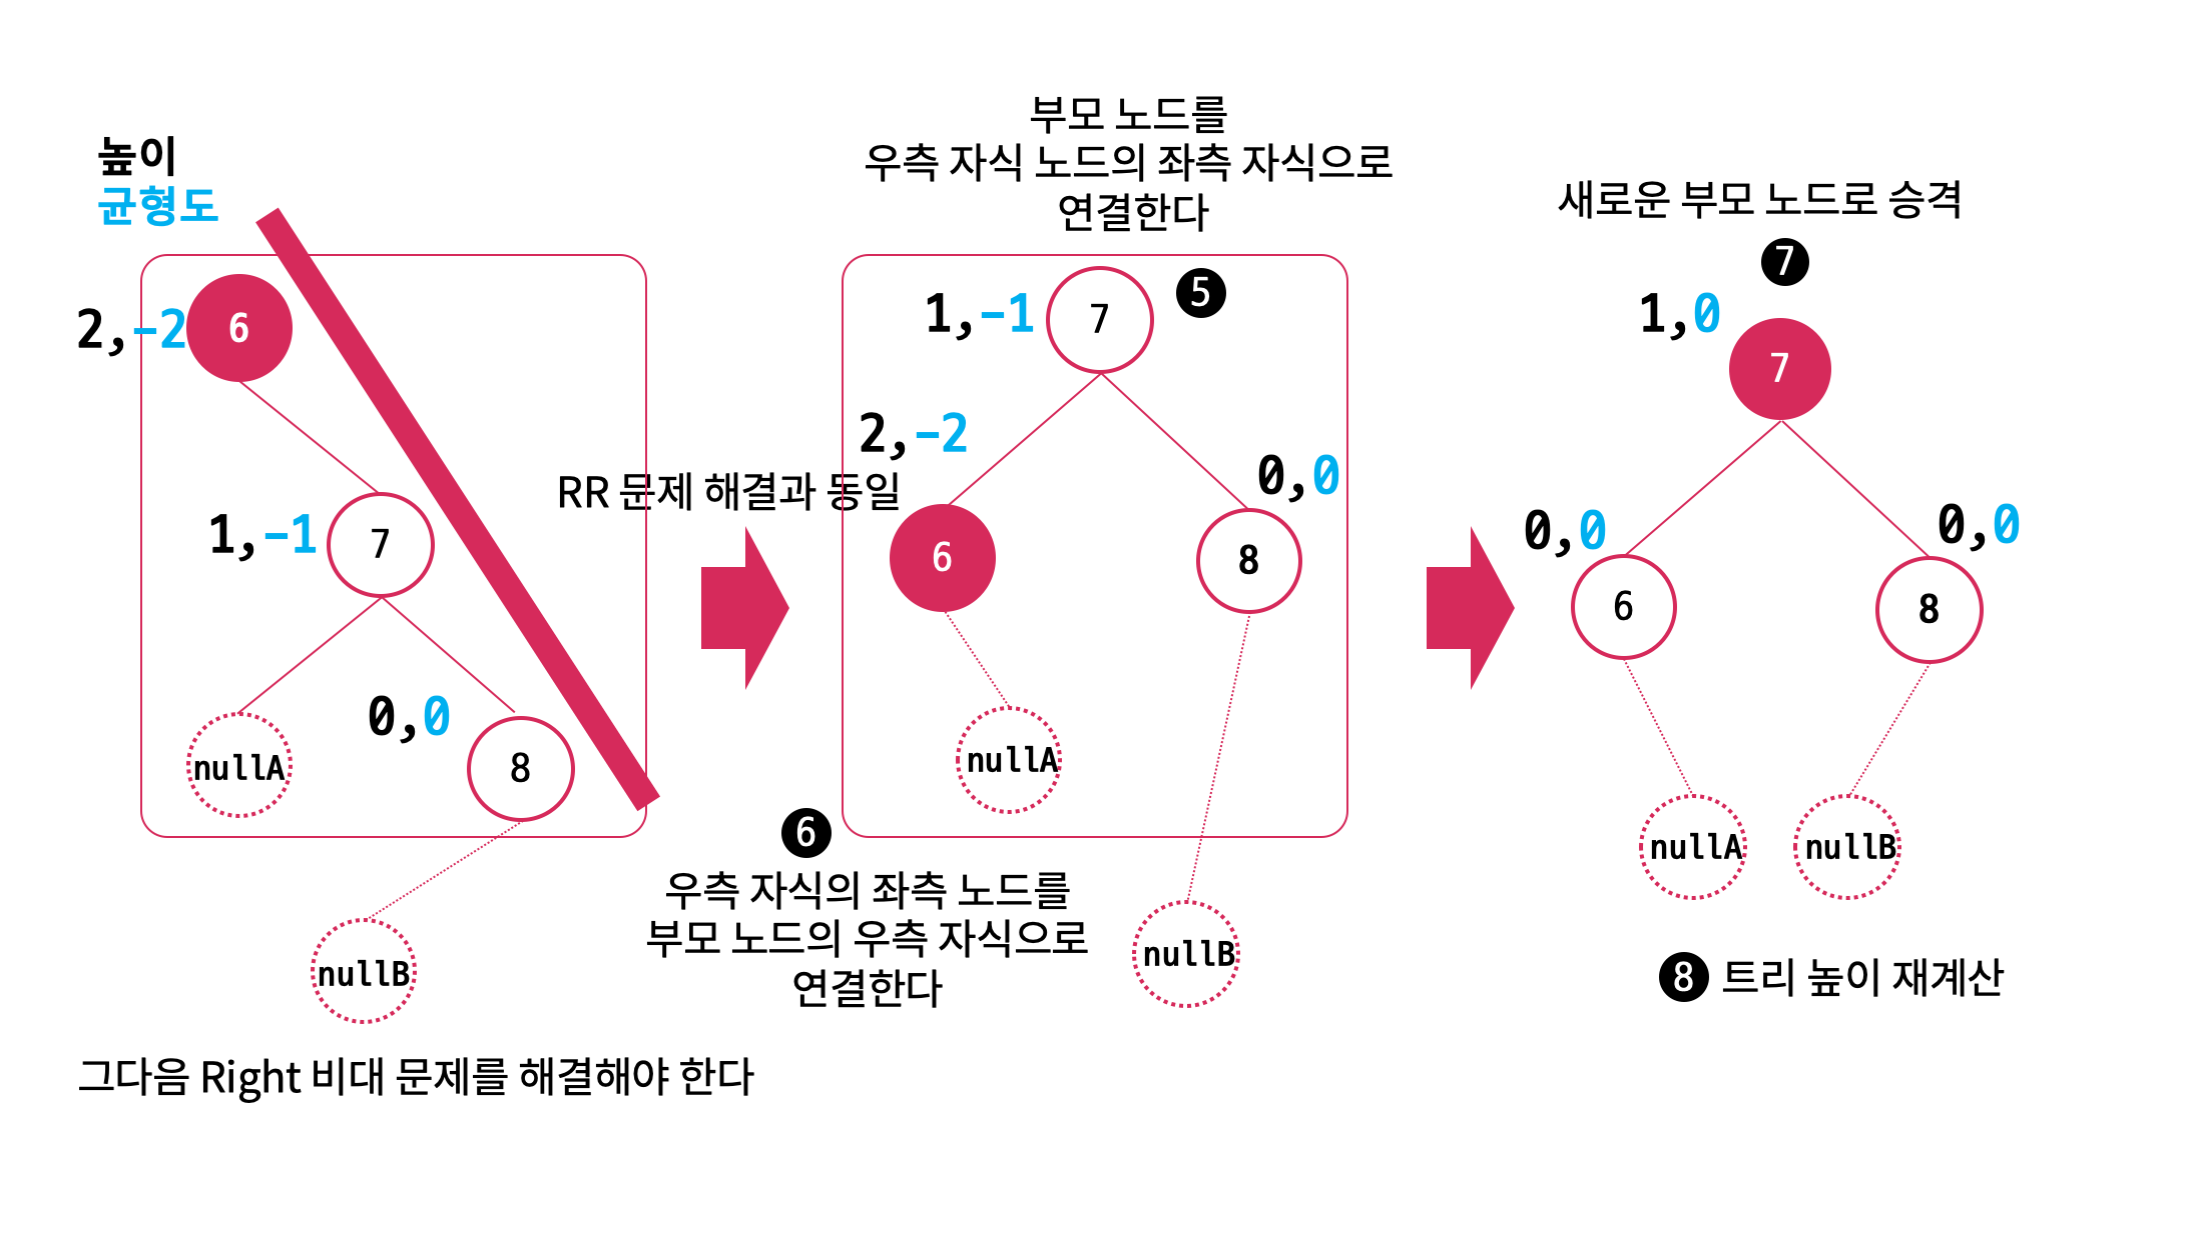 높이
균형도
2,-2
6
1,-1
7
nullA
0,0
8
nullB
그다음 Right 비대 문제를 해결해야 한다
RR 문제 해결과 동일
부모 노드를
우측 자식 노드의 좌측 자식으로
연결한다
1,-1
7
❺
2,-2
6
0,0
8
nullA
nullB
❻
우측 자식의 좌측 노드를
부모 노드의 우측 자식으로
연결한다
새로운 부모 노드로 승격
❼
1,0
7
0,0
6
0,0
8
nullA
nullB
❽ 트리 높이 재계산